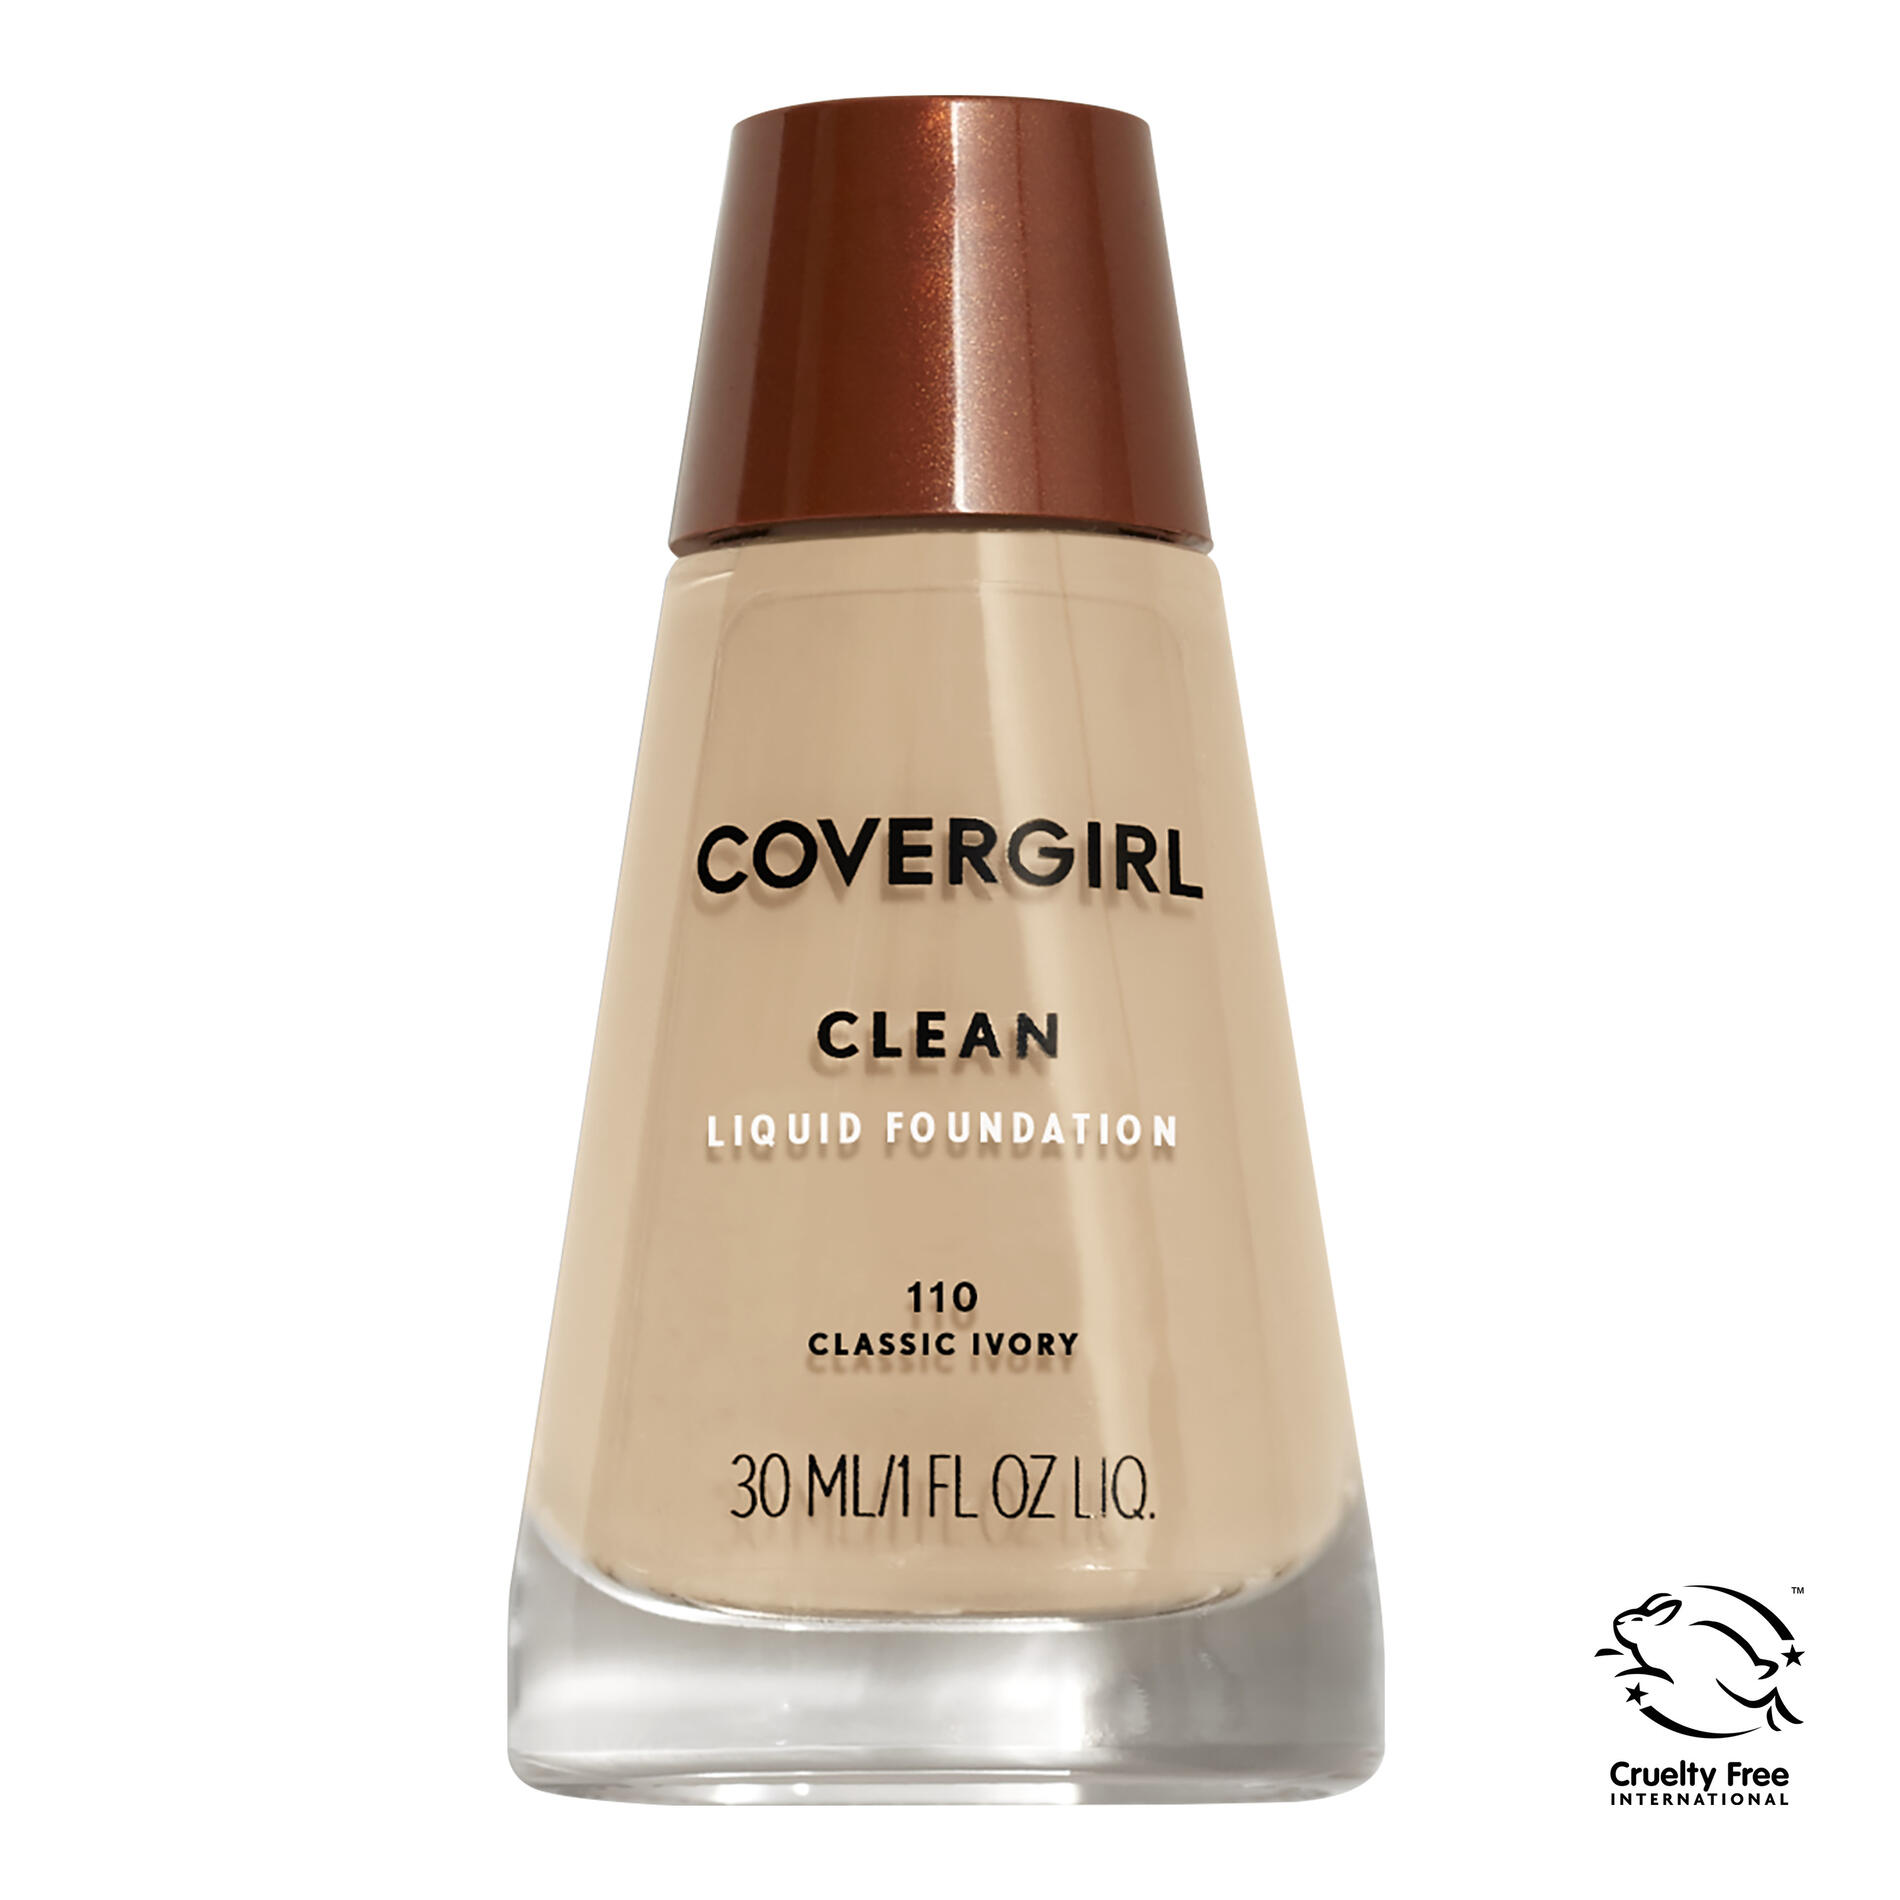 COVERGIRL
CLEAN
LIQUID FOUNDATION
110
CLASSIC IVORY
30 ML/1 FL OZ LIQ.
TM
Cruelty Free
INTERNATIONAL